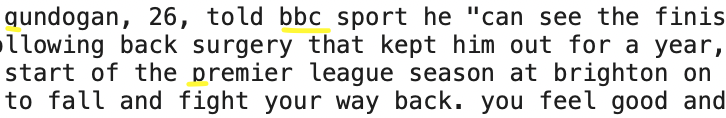 gundogan, 26, told bbc sport he "can see the finis
llowing back surgery that kept him out for a year,
start of the premier league season at brighton on
to fall and fight your way back. you feel good and